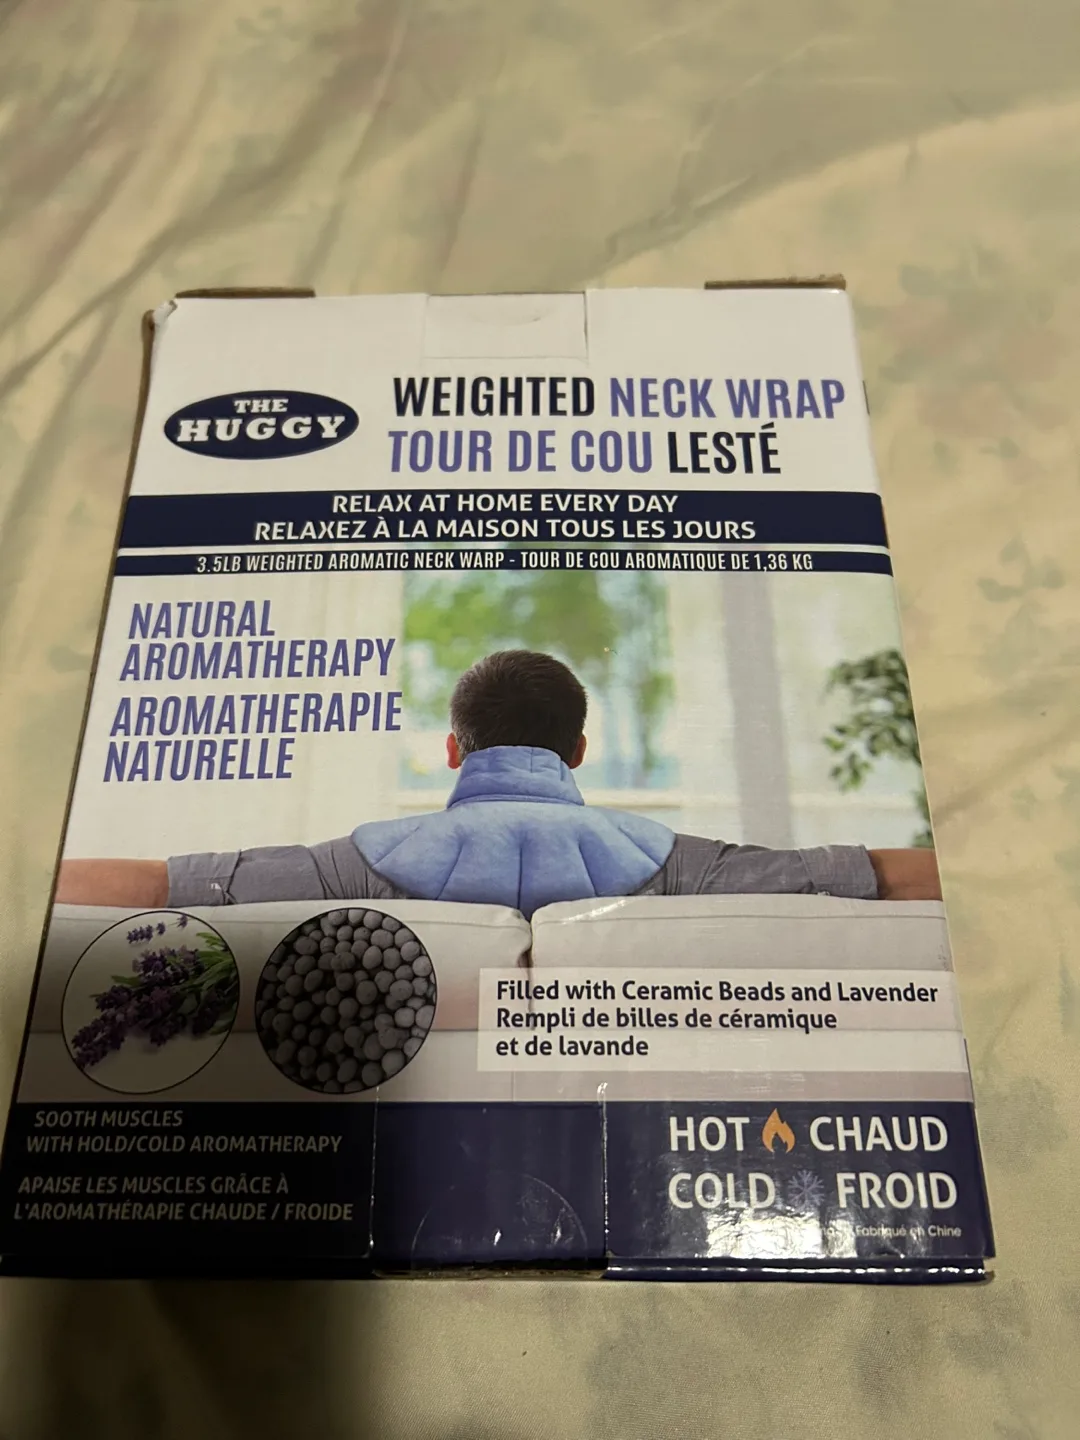 THE
HUGGY
WEIGHTED NECK WRAP
TOUR DE COU LESTÉ
RELAX AT HOME EVERY DAY
RELAXEZ À LA MAISON TOUS LES JOURS
3.5LB WEIGHTED AROMATIC NECK WARP - TOUR DE COU AROMATIQUE DE 1,36 KG
NATURAL
AROMATHERAPY
AROMATHERAPIE
NATURELLE
Filled with Ceramic Beads and Lavender
Rempli de billes de céramique
et de lavande
SOOTH MUSCLES
WITH HOLD/COLD AROMATHERAPY
APAISE LES MUSCLES GRÂCE À
L'AROMATHÉRAPIE CHAUDE / FROIDE
HOT CHAUD
COLD FROID
Fabriqué en Chine